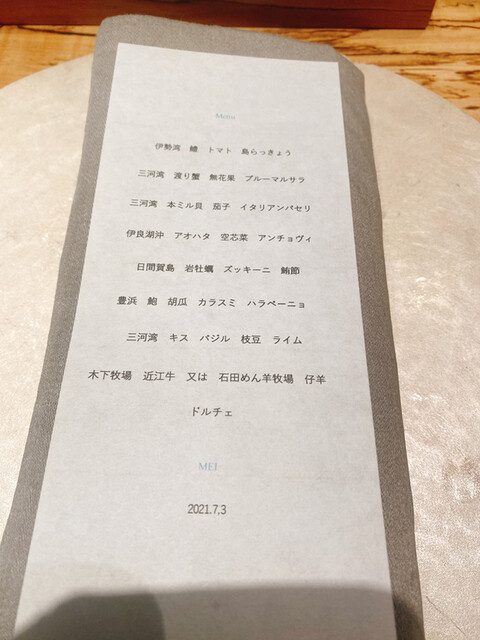 Menu
伊勢湾 鱧 トマト 島らっきょう
三河湾 渡り蟹 無花果 ブルーマルサラ
三河湾 本ミル貝 茄子 イタリアンパセリ
伊良湖沖 アオハタ 空芯菜 アンチョヴィ
日間賀島 岩牡蠣 ズッキーニ 鮪節
豊浜 鮑 胡瓜 カラスミ ハラペーニョ
三河湾 キス バジル 枝豆 ライム
木下牧場 近江牛 又は 石田めん羊牧場 仔羊
ドルチェ
MEI
2021.7,3